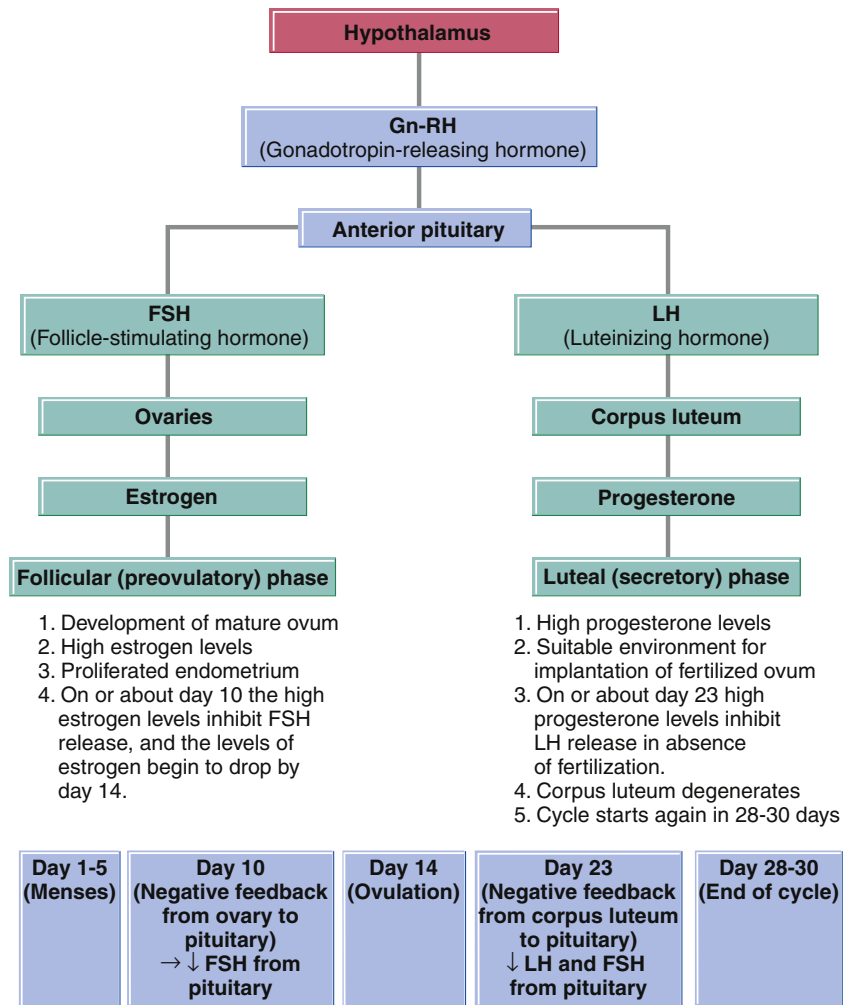 Hypothalamus
Gn-RH
(Gonadotropin-releasing hormone)
Anterior pituitary
FSH
(Follicle-stimulating hormone)
Ovaries
Estrogen
Follicular (preovulatory) phase
1. Development of mature ovum
2. High estrogen levels
3. Proliferated endometrium
4. On or about day 10 the high
estrogen levels inhibit FSH
release, and the levels of
estrogen begin to drop by
day 14.
LH
(Luteinizing hormone)
Corpus luteum
Progesterone
Luteal (secretory) phase
1. High progesterone levels
2. Suitable environment for
implantation of fertilized ovum
3. On or about day 23 high
progesterone levels inhibit
LH release in absence
of fertilization.
4. Corpus luteum degenerates
5. Cycle starts again in 28-30 days
Day 1-5
(Menses)
Day 10
(Negative feedback
from ovary to
pituitary)
→ ↓ FSH from
pituitary
Day 14
(Ovulation)
Day 23
(Negative feedback
from corpus luteum
to pituitary)
↓ LH and FSH
from pituitary
Day 28-30
(End of cycle)